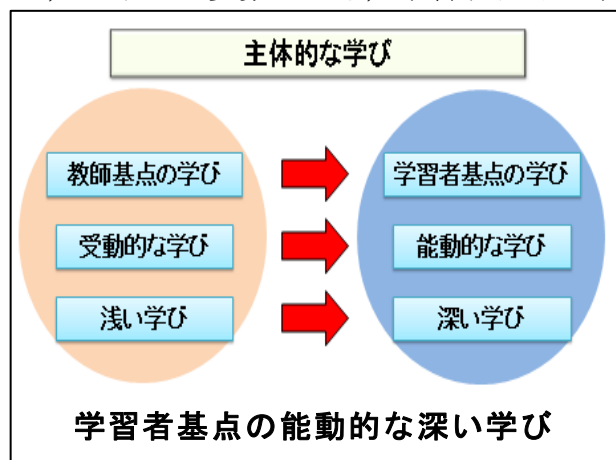 主体的な学び
教師基点の学び
学習者基点の学び
受動的な学び
能動的な学び
浅い学び
深い学び
学習者基点の能動的な深い学び